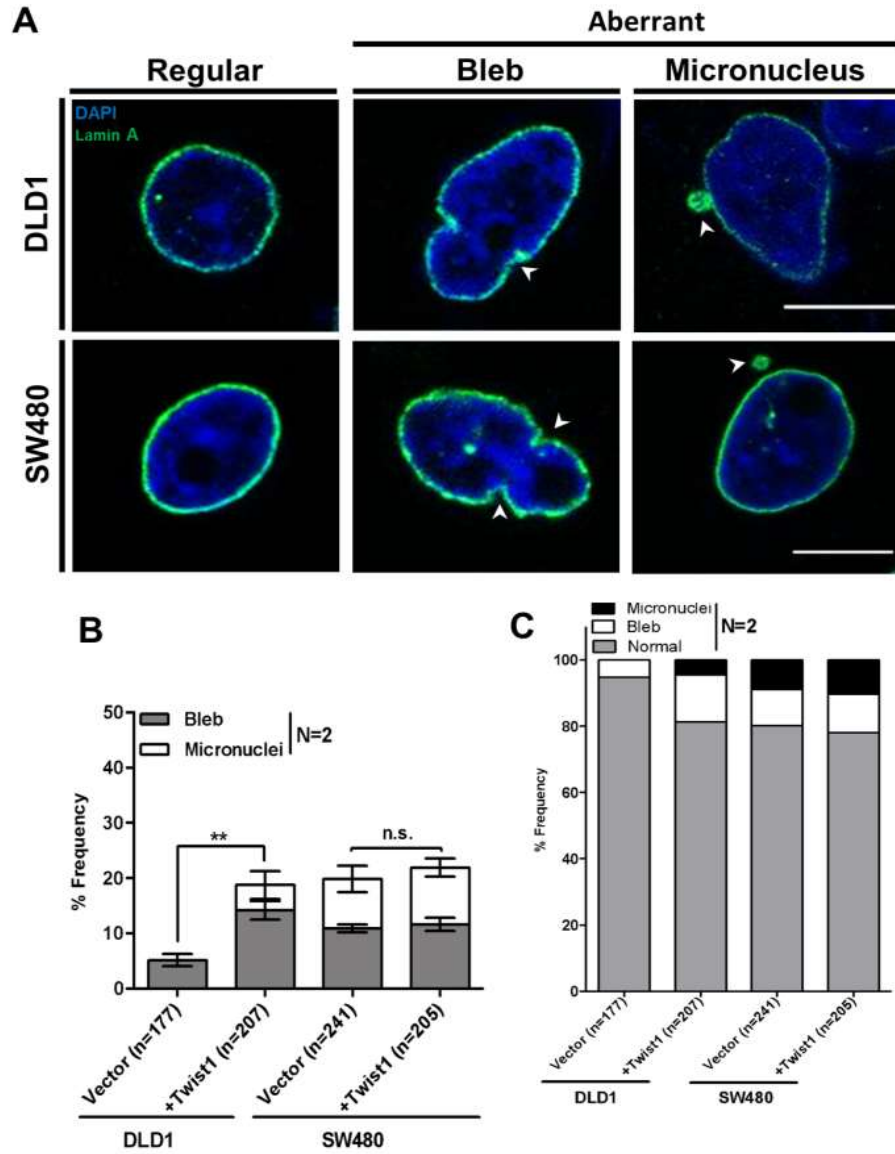 A
Aberrant
Regular
Bleb
Micronucleus
DAPI
Lamin A
DLD1
SW480
B
Bleb
Micronuclei
N=2
% Frequency
50
40
30
20
10
0
**
n.s.
Vector (n=177)
+Twist1 (n=207)
Vector (n=241)
+Twist1 (n=205)
DLD1
SW480
C
Micronuclei
Bleb
Normal
N=2
% Frequency
100
80
60
40
20
0
Vector (n=177)
+Twist1 (n=207)
Vector (n=241)
+Twist1 (n=205)
DLD1
SW480